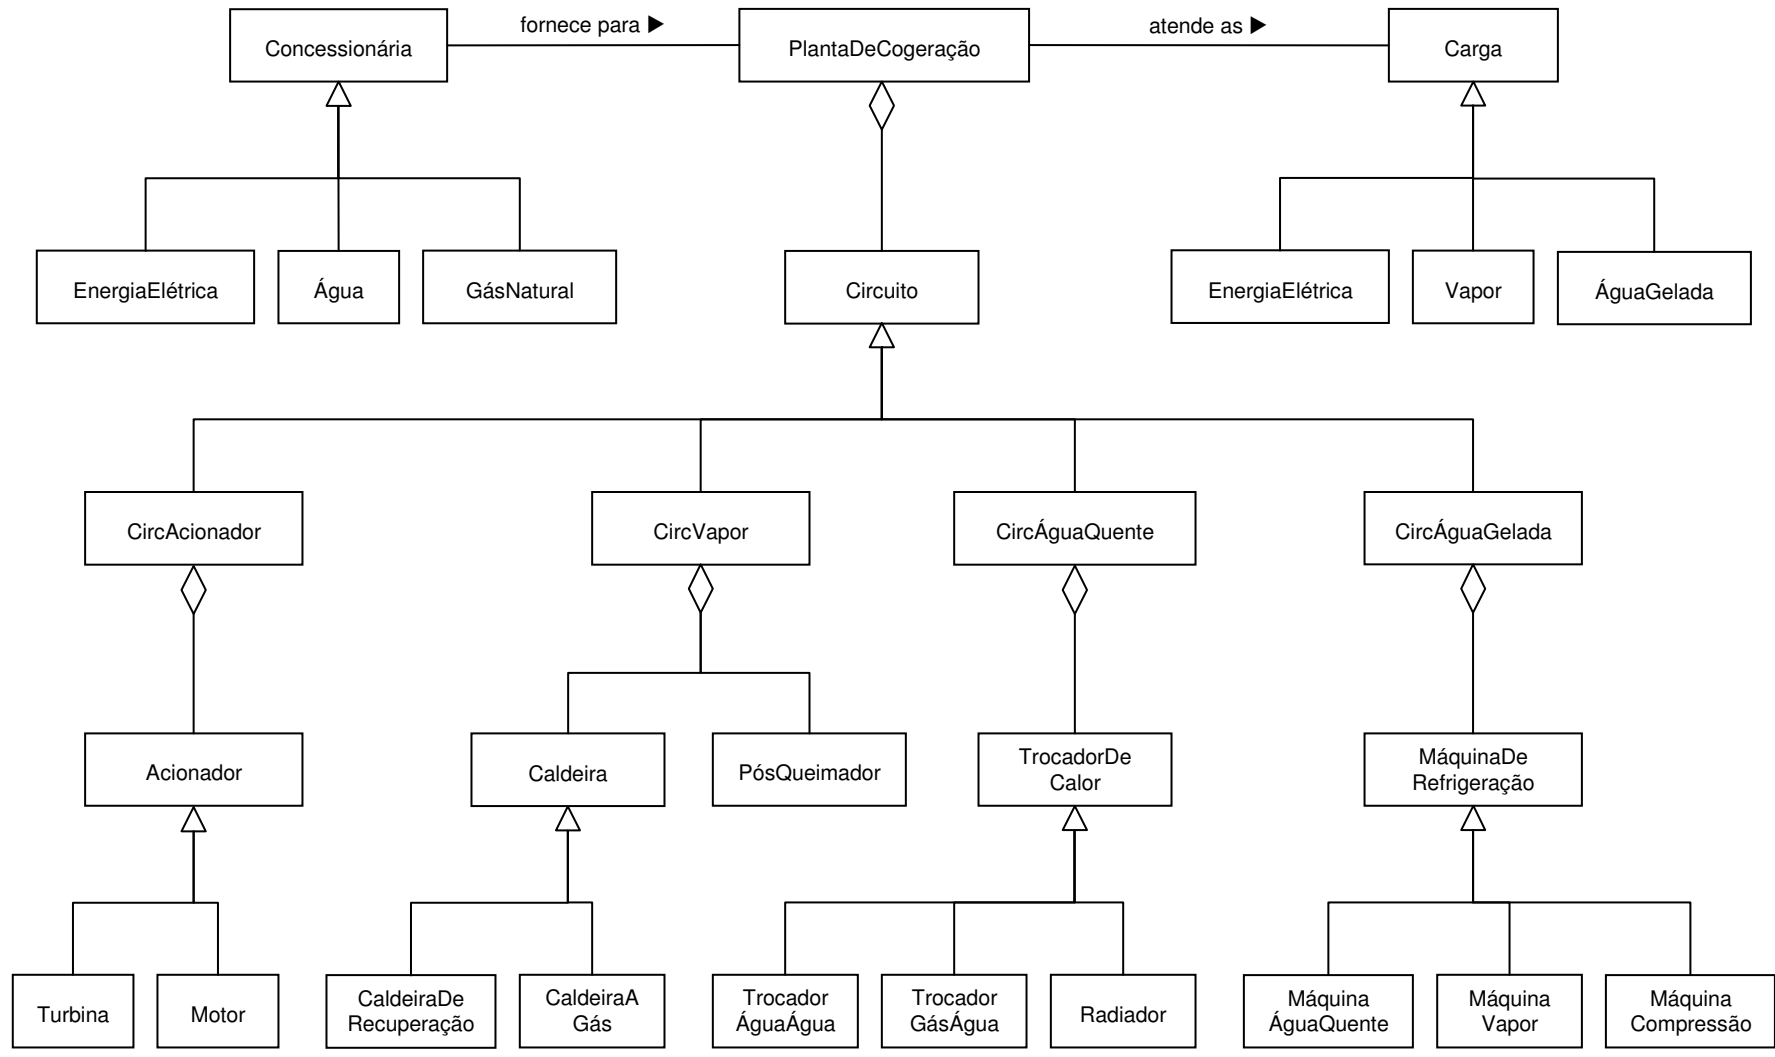 fornece para ▶
atende as ▶
Concessionária
PlantaDeCogeração
Carga
EnergiaElétrica
Água
GásNatural
Circuito
EnergiaElétrica
Vapor
ÁguaGelada
CircAcionador
CircVapor
CircÁguaQuente
CircÁguaGelada
Acionador
Caldeira
PósQueimador
TrocadorDe
Calor
MáquinaDe
Refrigeração
Turbina
Motor
CaldeiraDe
Recuperação
CaldeiraA
Gás
Trocador
ÁguaÁgua
Trocador
GásÁgua
Radiador
Máquina
ÁguaQuente
Máquina
Vapor
Máquina
Compressão